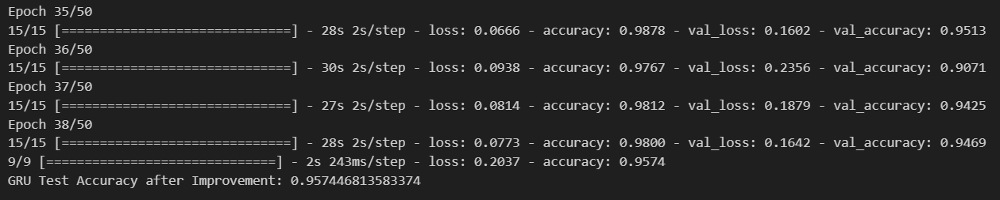 Epoch 35/50
15/15 [==============================] - 28s 2s/step - loss: 0.0666 - accuracy: 0.9878 - val_loss: 0.1602 - val_accuracy: 0.9513
Epoch 36/50
15/15 [==============================] - 30s 2s/step - loss: 0.0938 - accuracy: 0.9767 - val_loss: 0.2356 - val_accuracy: 0.9071
Epoch 37/50
15/15 [==============================] - 27s 2s/step - loss: 0.0814 - accuracy: 0.9812 - val_loss: 0.1879 - val_accuracy: 0.9425
Epoch 38/50
15/15 [==============================] - 28s 2s/step - loss: 0.0773 - accuracy: 0.9800 - val_loss: 0.1642 - val_accuracy: 0.9469
9/9 [==============================] - 2s 243ms/step - loss: 0.2037 - accuracy: 0.9574
GRU Test Accuracy after Improvement: 0.957446813583374